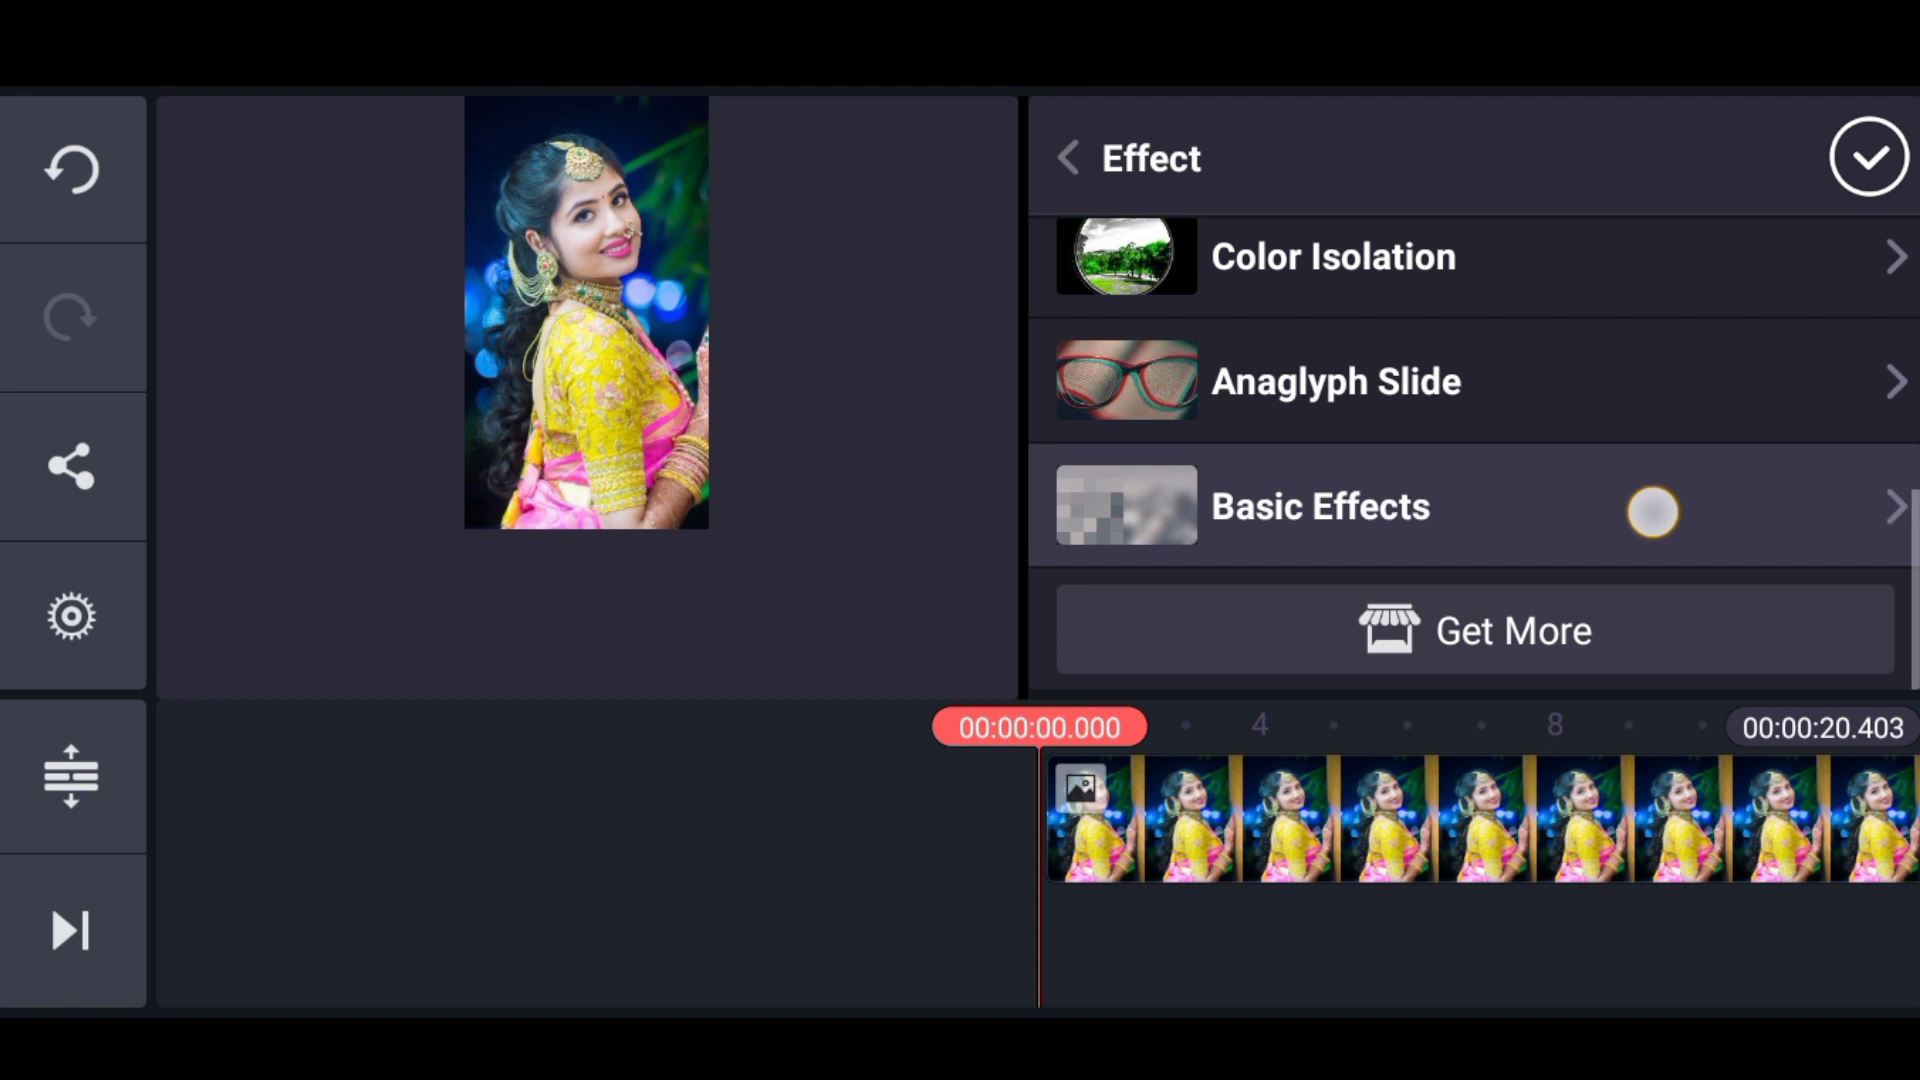 Effect
Color Isolation
Anaglyph Slide
Basic Effects
Get More
00:00:00.000
4
8
00:00:20.403